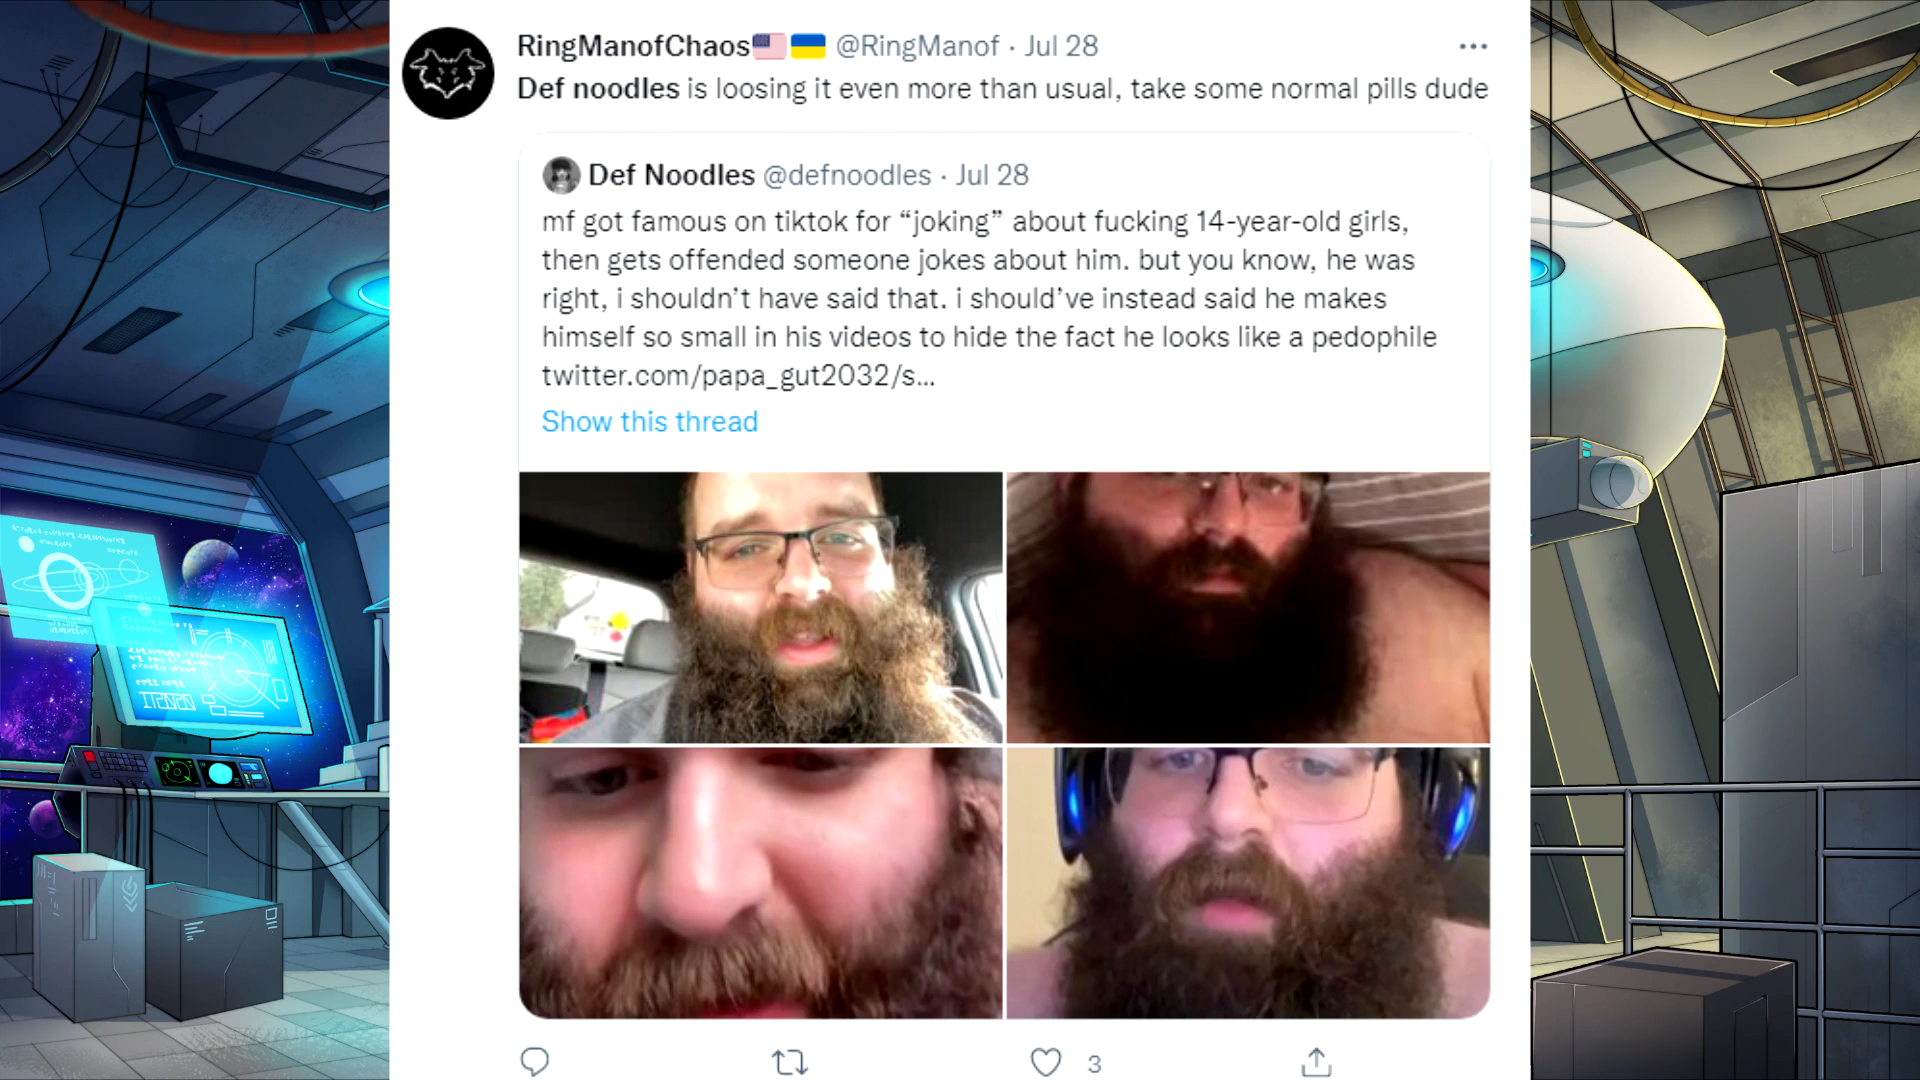 RingManofChaos🇺🇸🇺🇦 @RingManof · Jul 28
Def noodles is loosing it even more than usual, take some normal pills dude
Def Noodles @defnoodles · Jul 28
mf got famous on tiktok for “joking” about fucking 14-year-old girls,
then gets offended someone jokes about him. but you know, he was
right, i shouldn’t have said that. i should’ve instead said he makes
himself so small in his videos to hide the fact he looks like a pedophile
twitter.com/papa_gut2032/s…
Show this thread
3